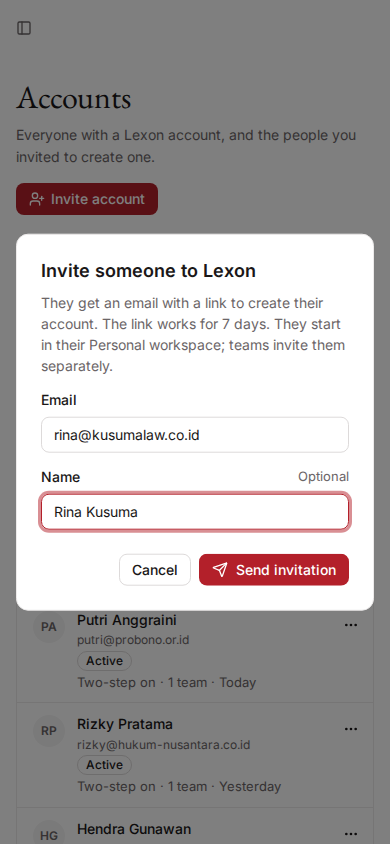 Accounts
Everyone with a Lexon account, and the people you
invited to create one.
Invite account
Invite someone to Lexon
They get an email with a link to create their
account. The link works for 7 days. They start
in their Personal workspace; teams invite them
separately.
Email
rina@kusumalaw.co.id
Name Optional
Rina Kusuma
Cancel Send invitation
PA Putri Anggraini
putri@probono.or.id
Active
Two-step on · 1 team · Today
RP Rizky Pratama
rizky@hukum-nusantara.co.id
Active
Two-step on · 1 team · Yesterday
HG Hendra Gunawan